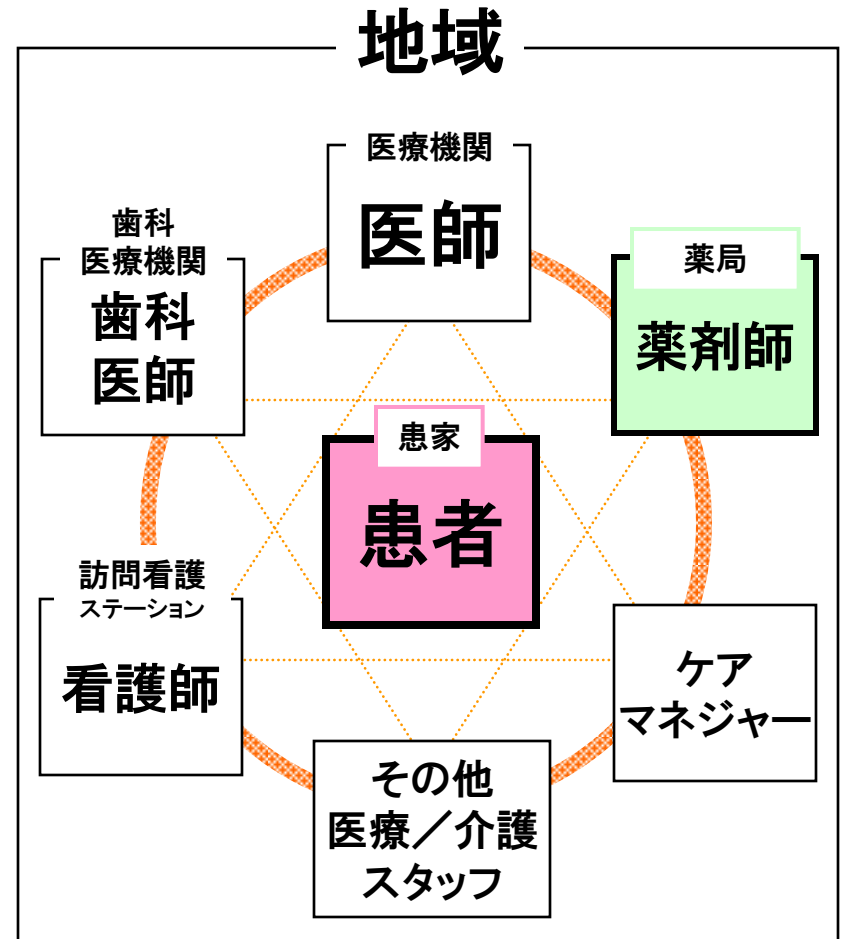 地域
医療機関
医師
歯科
医療機関
歯科
医師
薬局
薬剤師
患家
患者
訪問看護
ステーション
看護師
ケア
マネジャー
その他
医療／介護
スタッフ